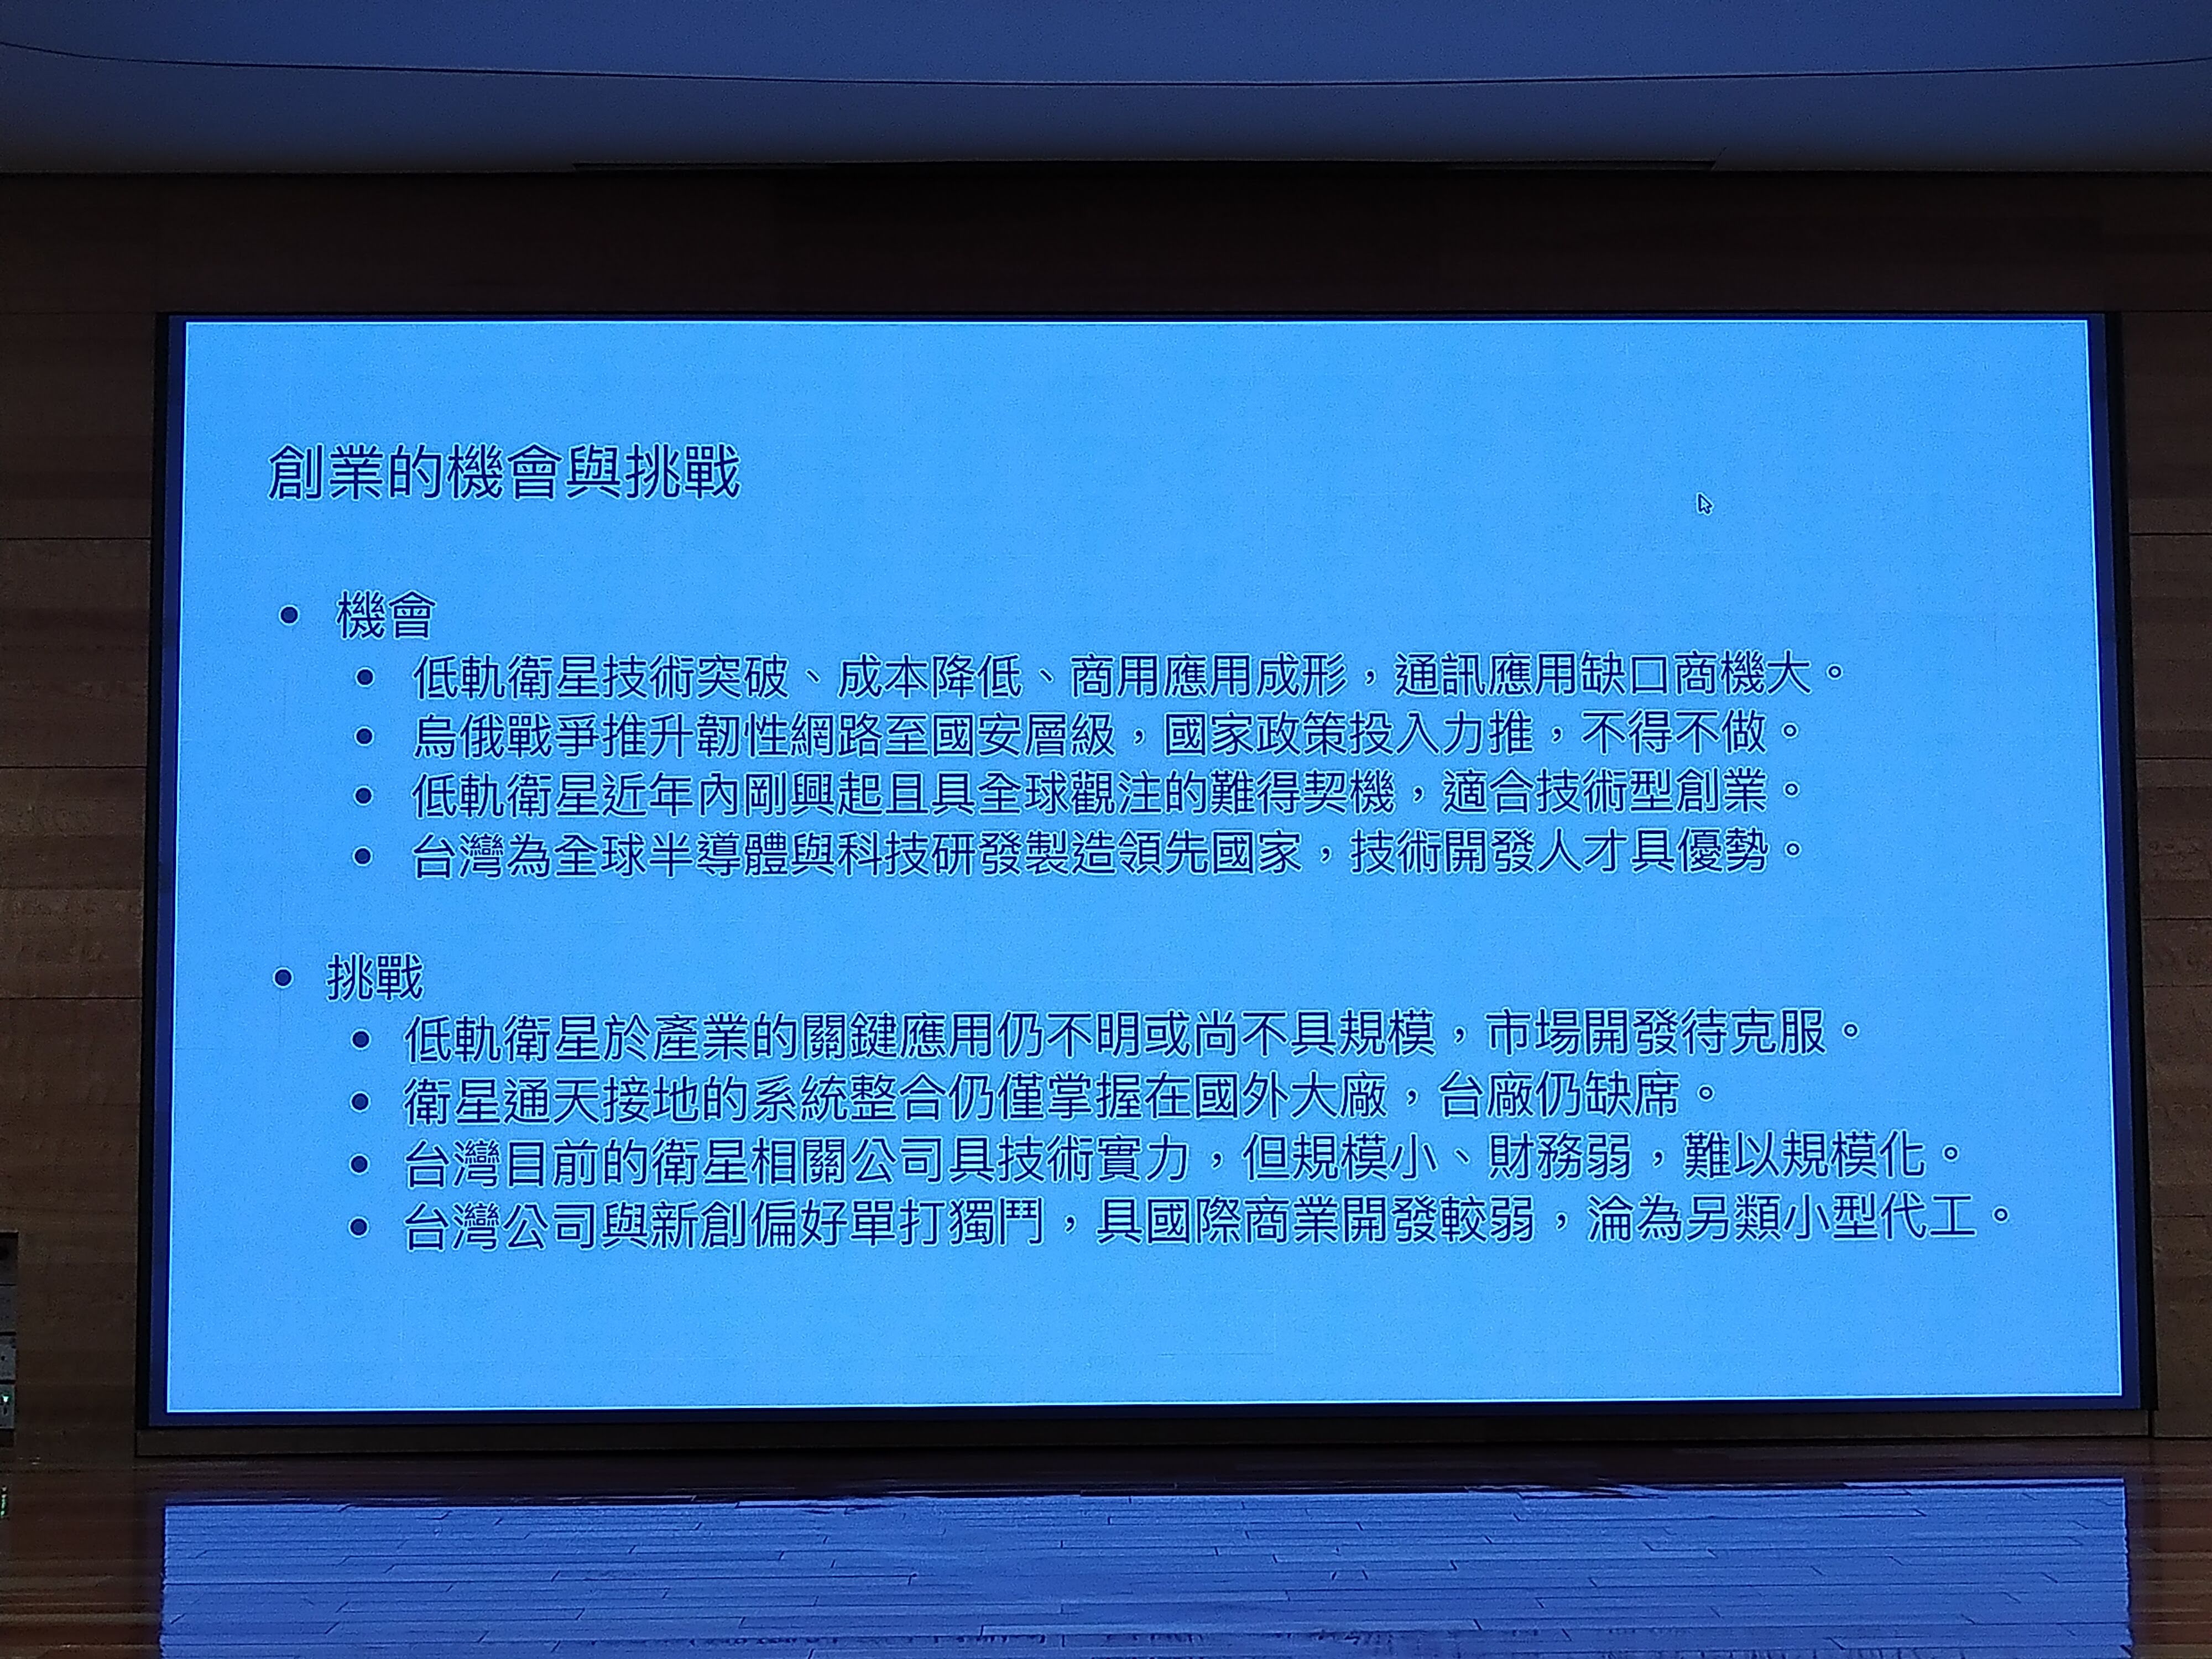 創業的機會與挑戰
• 機會
• 低軌衛星技術突破、成本降低、商用應用成形，通訊應用缺口商機大。
• 烏俄戰爭推升韌性網路至國安層級，國家政策投入力推，不得不做。
• 低軌衛星近年內剛興起且具全球觀注的難得契機，適合技術型創業。
• 台灣為全球半導體與科技研發製造領先國家，技術開發人才具優勢。
• 挑戰
• 低軌衛星於產業的關鍵應用仍不明或尚不具規模，市場開發待克服。
• 衛星通天接地的系統整合仍僅掌握在國外大廠，台廠仍缺席。
• 台灣目前的衛星相關公司具技術實力，但規模小、財務弱，難以規模化。
• 台灣公司與新創偏好單打獨鬥，具國際商業開發較弱，淪為另類小型代工。